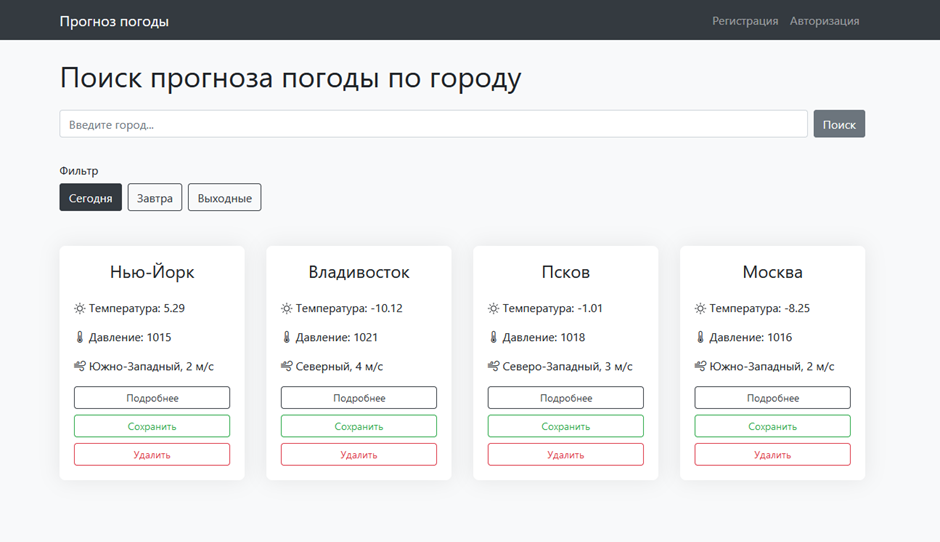 Прогноз погоды Регистрация Авторизация
Поиск прогноза погоды по городу
Введите город... Поиск
Фильтр
Сегодня Завтра Выходные
Нью-Йорк Владивосток Псков Москва
Температура: 5.29 Температура: -10.12 Температура: -1.01 Температура: -8.25
Давление: 1015 Давление: 1021 Давление: 1018 Давление: 1016
Южно-Западный, 2 м/с Северный, 4 м/с Северо-Западный, 3 м/с Южно-Западный, 2 м/с
Подробнее Подробнее Подробнее Подробнее
Сохранить Сохранить Сохранить Сохранить
Удалить Удалить Удалить Удалить